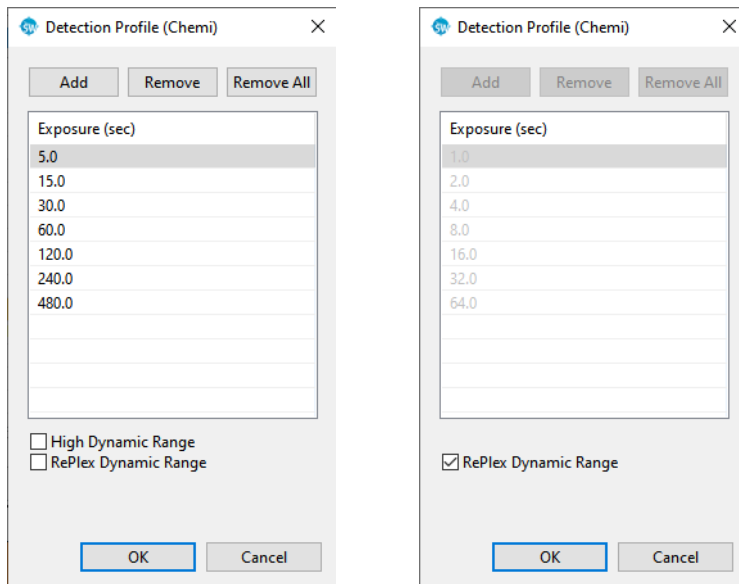 SW Detection Profile (Chemi)
Add Remove Remove All
Exposure (sec)
5.0
15.0
30.0
60.0
120.0
240.0
480.0
High Dynamic Range
RePlex Dynamic Range
OK Cancel
SW Detection Profile (Chemi)
Add Remove Remove All
Exposure (sec)
1.0
2.0
4.0
8.0
16.0
32.0
64.0
RePlex Dynamic Range
OK Cancel